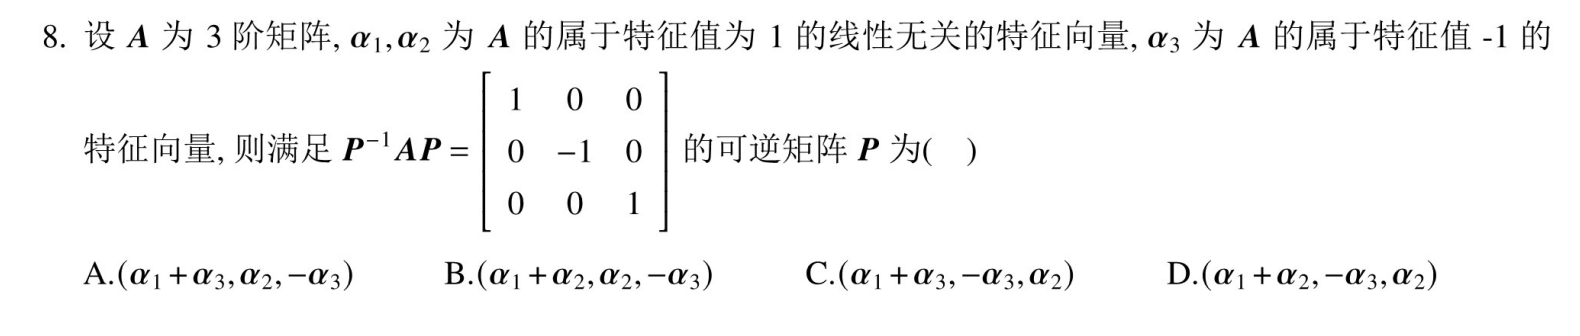 8. 设 A 为 3 阶矩阵, α₁,α₂ 为 A 的属于特征值为 1 的线性无关的特征向量, α₃ 为 A 的属于特征值 -1 的
特征向量, 则满足 P⁻¹AP = [1 0 0; 0 −1 0; 0 0 1] 的可逆矩阵 P 为( )
A.(α₁+α₃,α₂,−α₃) B.(α₁+α₂,α₂,−α₃) C.(α₁+α₃,−α₃,α₂) D.(α₁+α₂,−α₃,α₂)